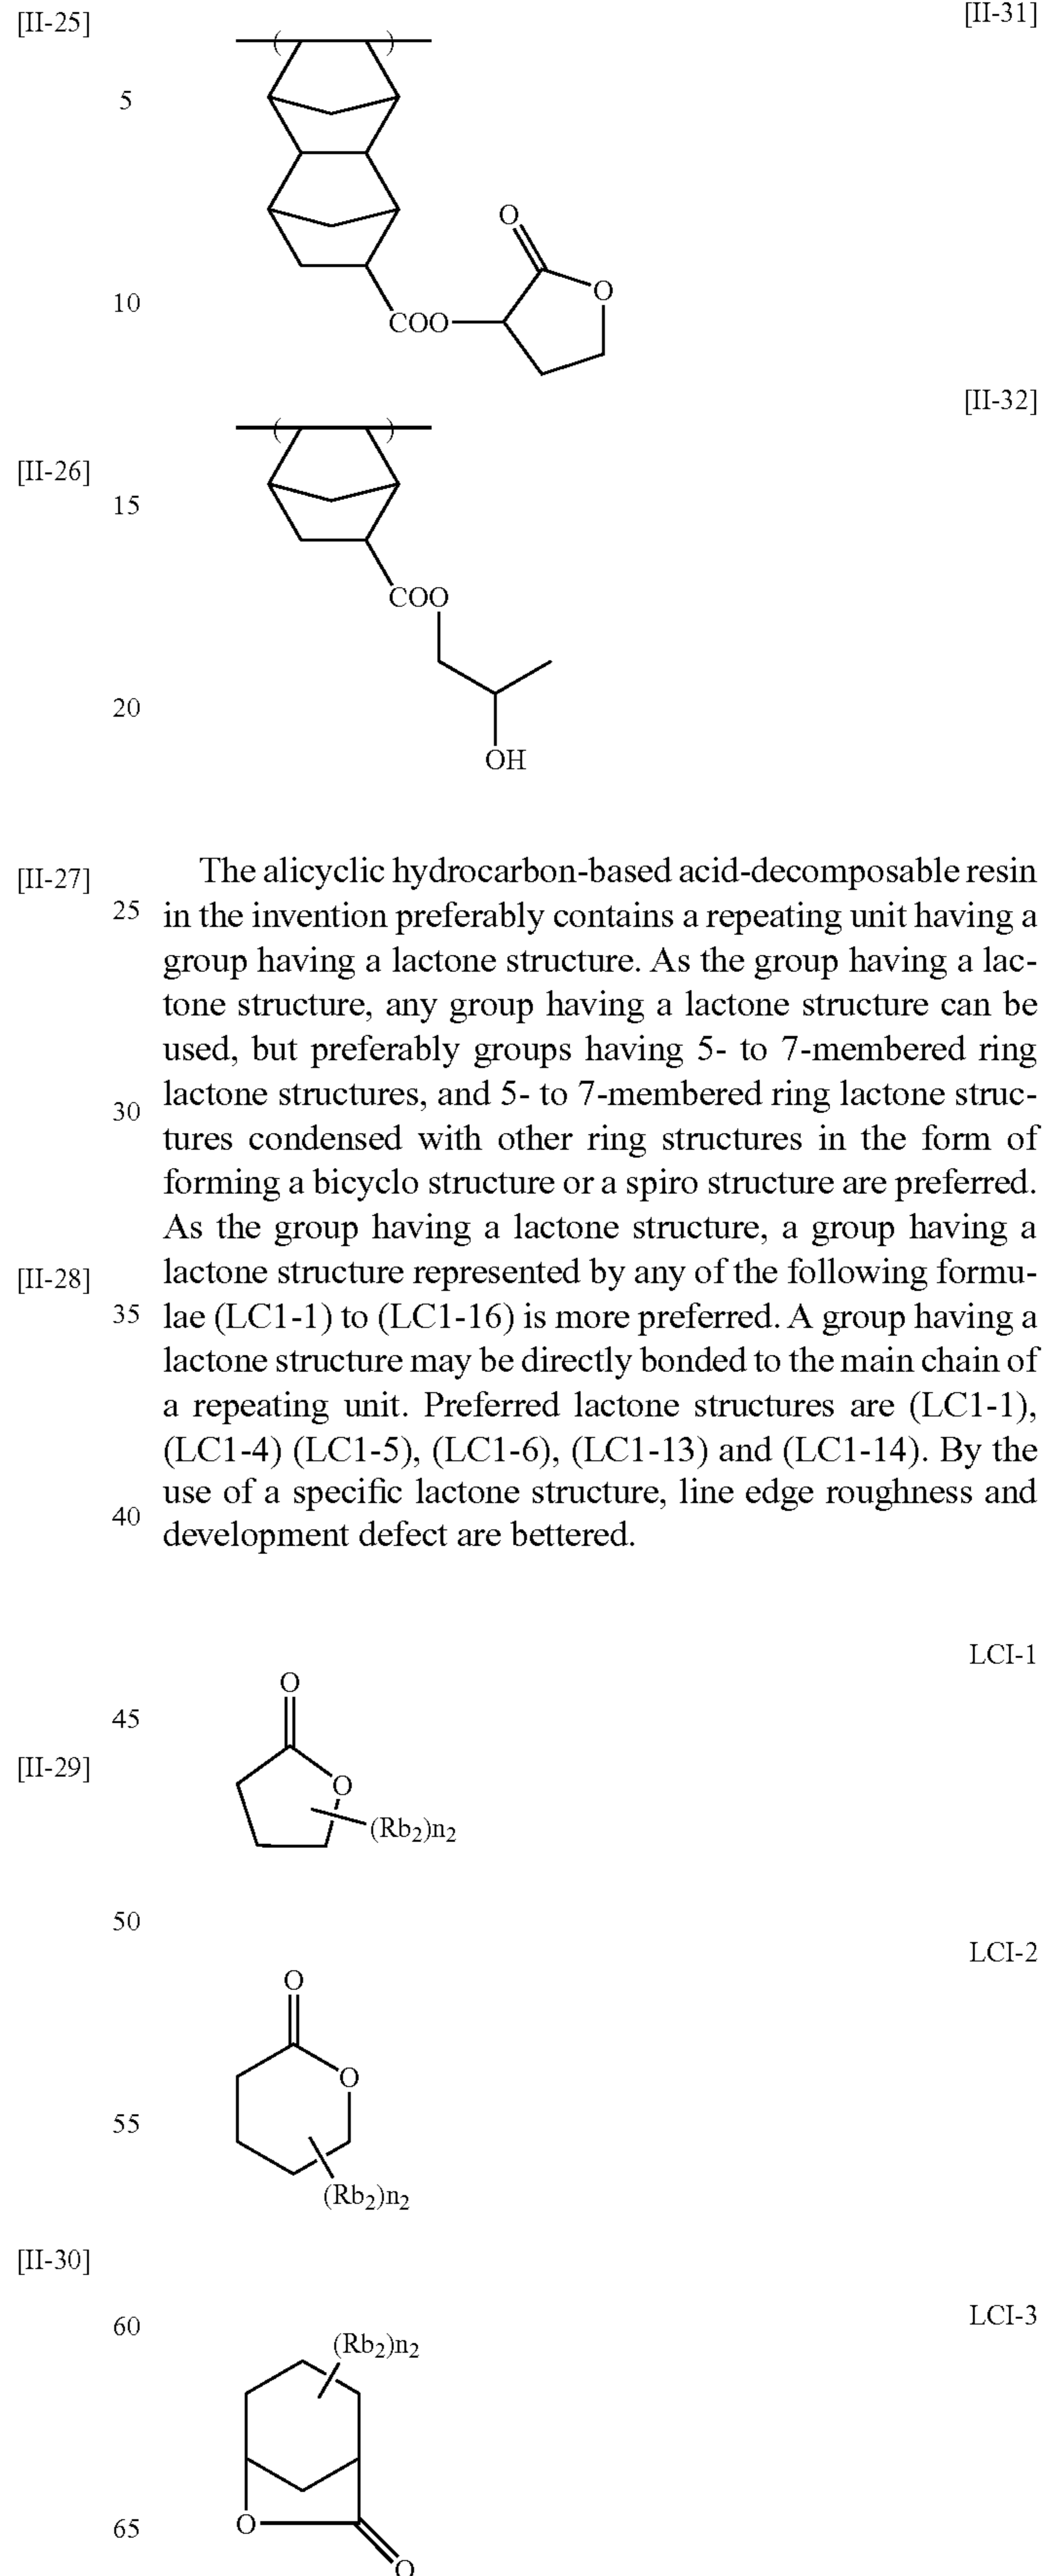 [II-25]
[II-31]
5
O
O
10
COO
[II-32]
[II-26]
15
COO
20
OH
[II-27]
The alicyclic hydrocarbon-based acid-decomposable resin
25
in the invention preferably contains a repeating unit having a
group having a lactone structure. As the group having a lac-
tone structure, any group having a lactone structure can be
used, but preferably groups having 5- to 7-membered ring
30
lactone structures, and 5- to 7-membered ring lactone struc-
tures condensed with other ring structures in the form of
forming a bicyclo structure or a spiro structure are preferred.
As the group having a lactone structure, a group having a
[II-28]
lactone structure represented by any of the following formu-
35
lae (LC1-1) to (LC1-16) is more preferred. A group having a
lactone structure may be directly bonded to the main chain of
a repeating unit. Preferred lactone structures are (LC1-1),
(LC1-4) (LC1-5), (LC1-6), (LC1-13) and (LC1-14). By the
use of a specific lactone structure, line edge roughness and
40
development defect are bettered.
LCI-1
O
45
[II-29]
O
(Rb₂)n₂
50
LCI-2
O
O
55
(Rb₂)n₂
[II-30]
LCI-3
60
(Rb₂)n₂
65
O
O